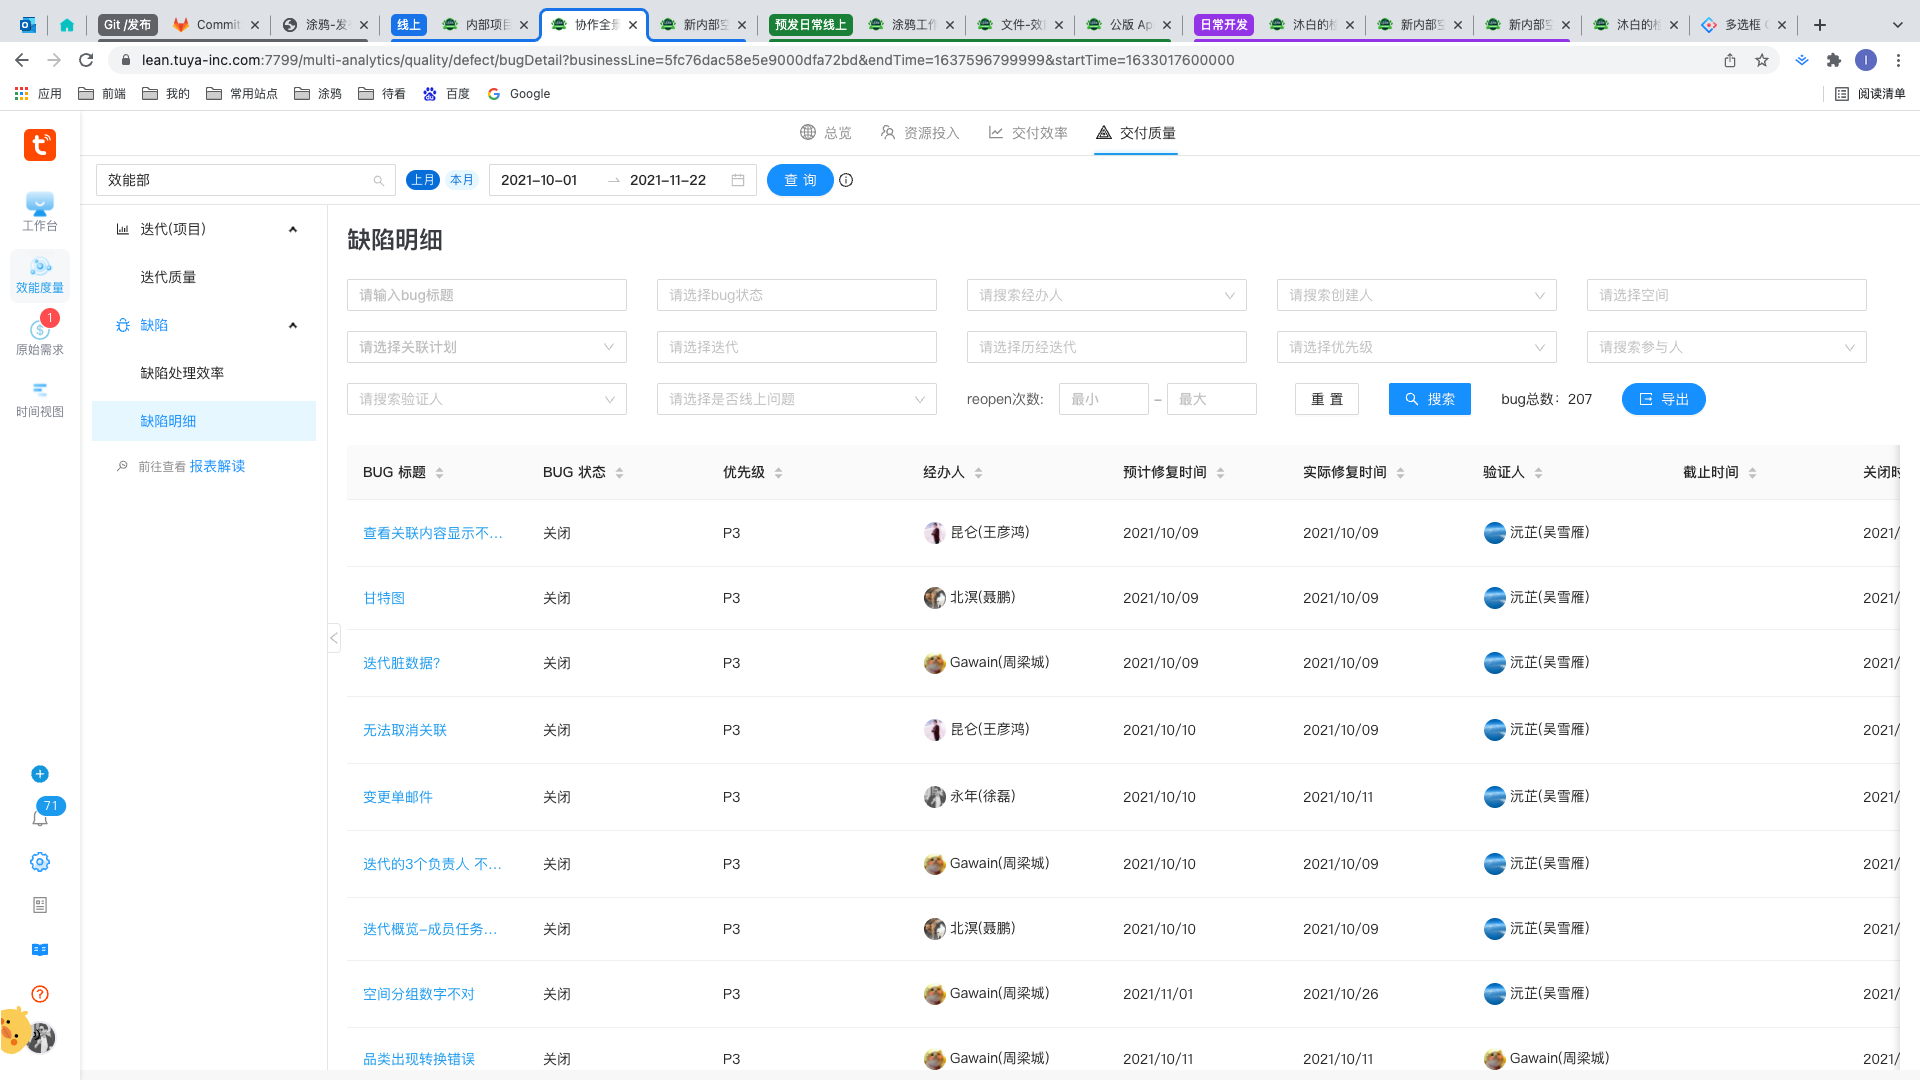 Git /发布
Commit
涂鸦-发
线上
内部项目
协作全景
新内部空
预发日常线上
涂鸦工作
文件-效
公版 Ap
日常开发
沐白的
新内部空
新内部空
沐白的
多选框
lean.tuya-inc.com:7799/multi-analytics/quality/defect/bugDetail?businessLine=5fc76dac58e5e9000dfa72bd&endTime=1637596799999&startTime=1633017600000
I
应用 前端 我的 常用站点 涂鸦 待看 百度 Google 阅读清单
总览 资源投入 交付效率 交付质量
效能部 上月 本月 2021-10-01 2021-11-22 查 询
工作台
效能度量
1
原始需求
时间视图
71
迭代(项目)
迭代质量
缺陷
缺陷处理效率
缺陷明细
前往查看 报表解读
缺陷明细
请输入bug标题 请选择bug状态 请搜索经办人 请搜索创建人 请选择空间
请选择关联计划 请选择迭代 请选择历经迭代 请选择优先级 请搜索参与人
请搜索验证人 请选择是否线上问题 reopen次数: 最小 – 最大 重 置 搜索 bug总数：207 导出
BUG 标题 BUG 状态 优先级 经办人 预计修复时间 实际修复时间 验证人 截止时间 关闭时
查看关联内容显示不... 关闭 P3 昆仑(王彦鸿) 2021/10/09 2021/10/09 沅芷(吴雪雁) 2021/
甘特图 关闭 P3 北溟(聂鹏) 2021/10/09 2021/10/09 沅芷(吴雪雁) 2021/
迭代脏数据? 关闭 P3 Gawain(周梁城) 2021/10/09 2021/10/09 沅芷(吴雪雁) 2021/
无法取消关联 关闭 P3 昆仑(王彦鸿) 2021/10/10 2021/10/09 沅芷(吴雪雁) 2021/
变更单邮件 关闭 P3 永年(徐磊) 2021/10/10 2021/10/11 沅芷(吴雪雁) 2021/
迭代的3个负责人 不... 关闭 P3 Gawain(周梁城) 2021/10/10 2021/10/09 沅芷(吴雪雁) 2021/
迭代概览-成员任务... 关闭 P3 北溟(聂鹏) 2021/10/10 2021/10/09 沅芷(吴雪雁) 2021/
空间分组数字不对 关闭 P3 Gawain(周梁城) 2021/11/01 2021/10/26 沅芷(吴雪雁) 2021/
品类出现转换错误 关闭 P3 Gawain(周梁城) 2021/10/11 2021/10/11 Gawain(周梁城) 2021/